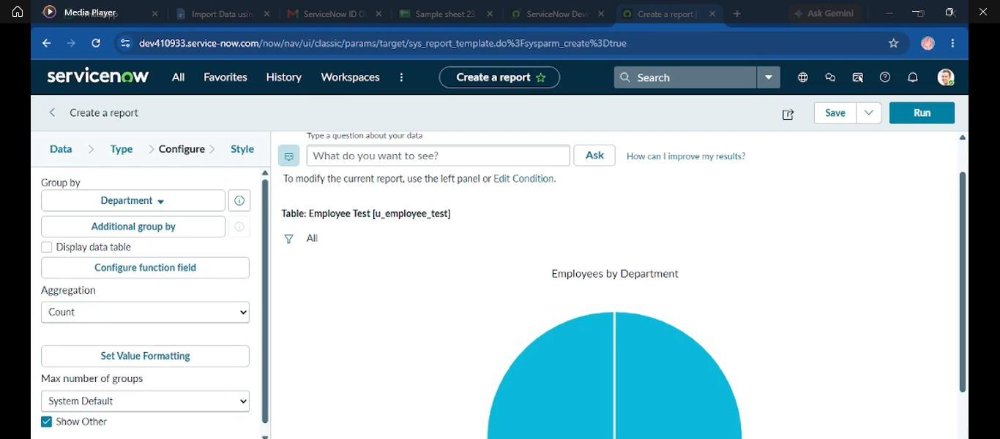 Media Player
Import Data usin
ServiceNow ID O
Sample sheet 23
ServiceNow Dev
Create a report |
Ask Gemini
dev410933.service-now.com/now/nav/ui/classic/params/target/sys_report_template.do%3Fsysparm_create%3Dtrue
servicenow
All
Favorites
History
Workspaces
Create a report
Search
Create a report
Save
Run
Data
Type
Configure
Style
Group by
Department
Additional group by
Display data table
Configure function field
Aggregation
Count
Set Value Formatting
Max number of groups
System Default
Show Other
Type a question about your data
What do you want to see?
Ask
How can I improve my results?
To modify the current report, use the left panel or Edit Condition.
Table: Employee Test [u_employee_test]
All
Employees by Department